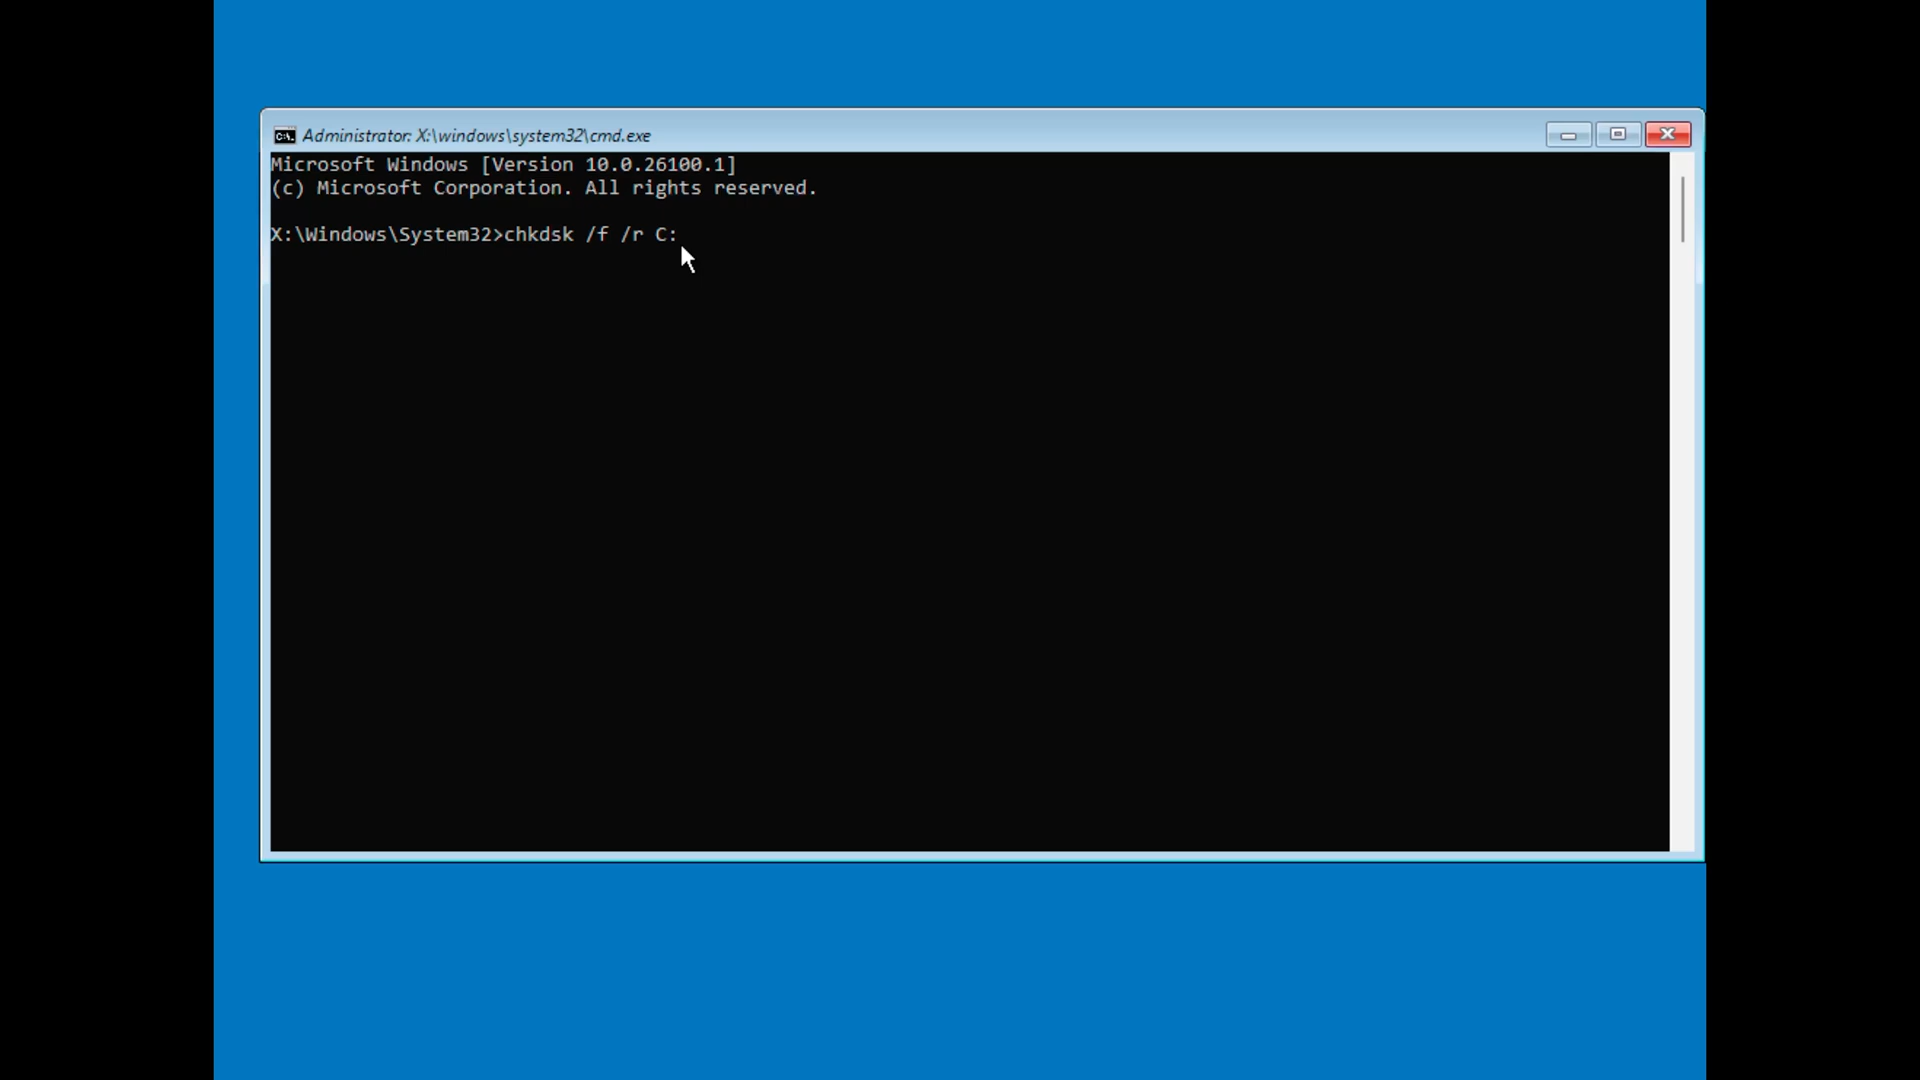 Administrator: X:\windows\system32\cmd.exe
Microsoft Windows [Version 10.0.26100.1]
(c) Microsoft Corporation. All rights reserved.
X:\Windows\System32>chkdsk /f /r C: